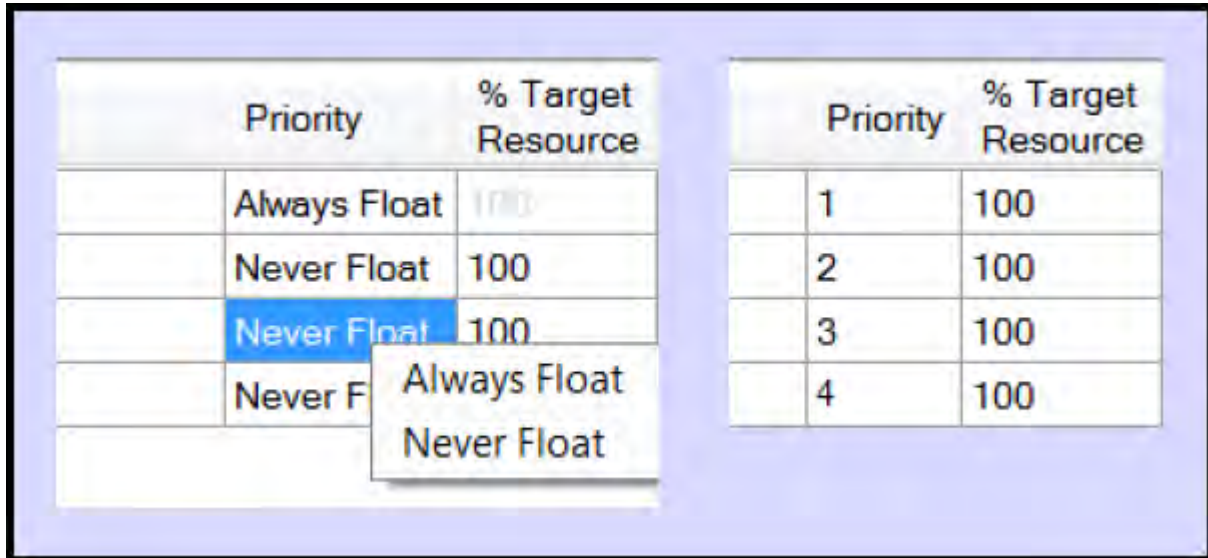 Priority % Target Resource
Always Float 100
Never Float 100
Never Float 100
Never F
Always Float
Never Float
Priority % Target Resource
1 100
2 100
3 100
4 100